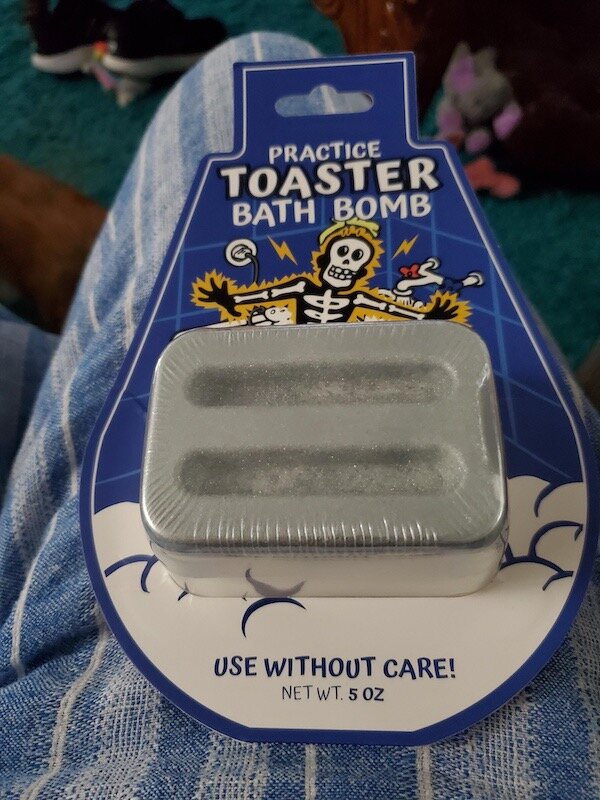 PRACTICE
TOASTER
BATH BOMB
USE WITHOUT CARE!
NET WT. 5 OZ